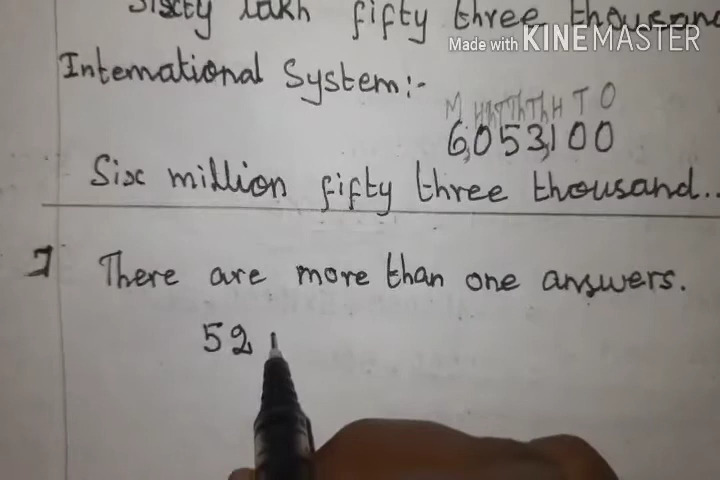 Sixty lakh fifty three thousand
Made with KINEMASTER
International System:-
M HTh TTh Th H T O
6,053,100
Six million fifty three thousand..
7 There are more than one answers.
52